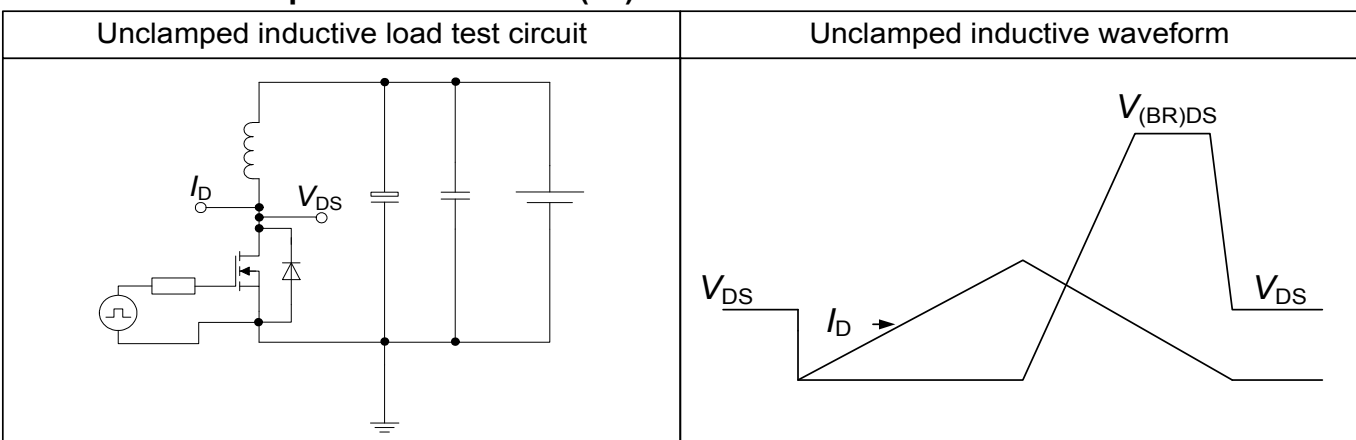 Unclamped inductive load test circuit
Unclamped inductive waveform
I_D
V_DS
V_(BR)DS
V_DS
I_D
V_DS